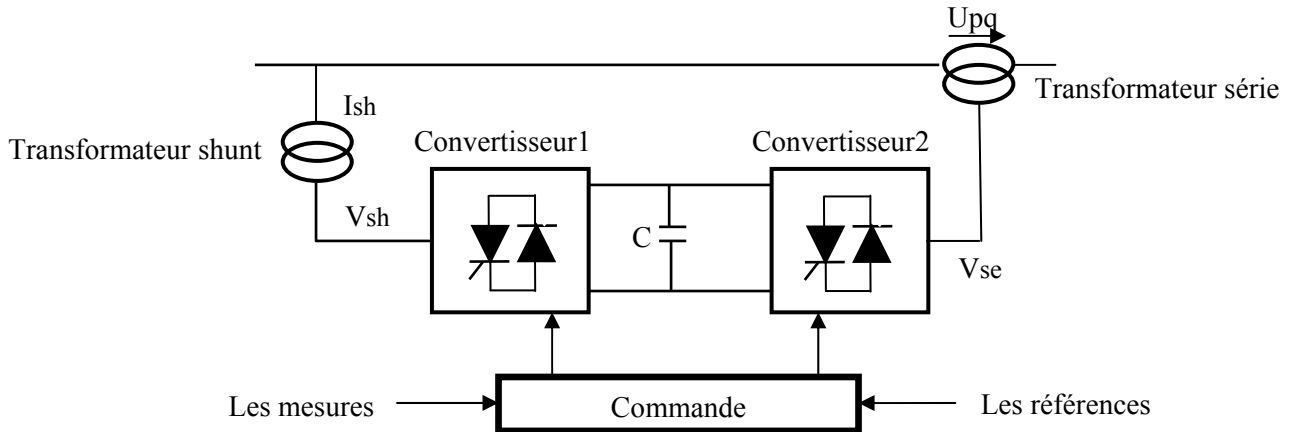 Upq
Transformateur série
Ish
Transformateur shunt
Convertisseur1
Convertisseur2
Vsh
C
Vse
Les mesures
Commande
Les références